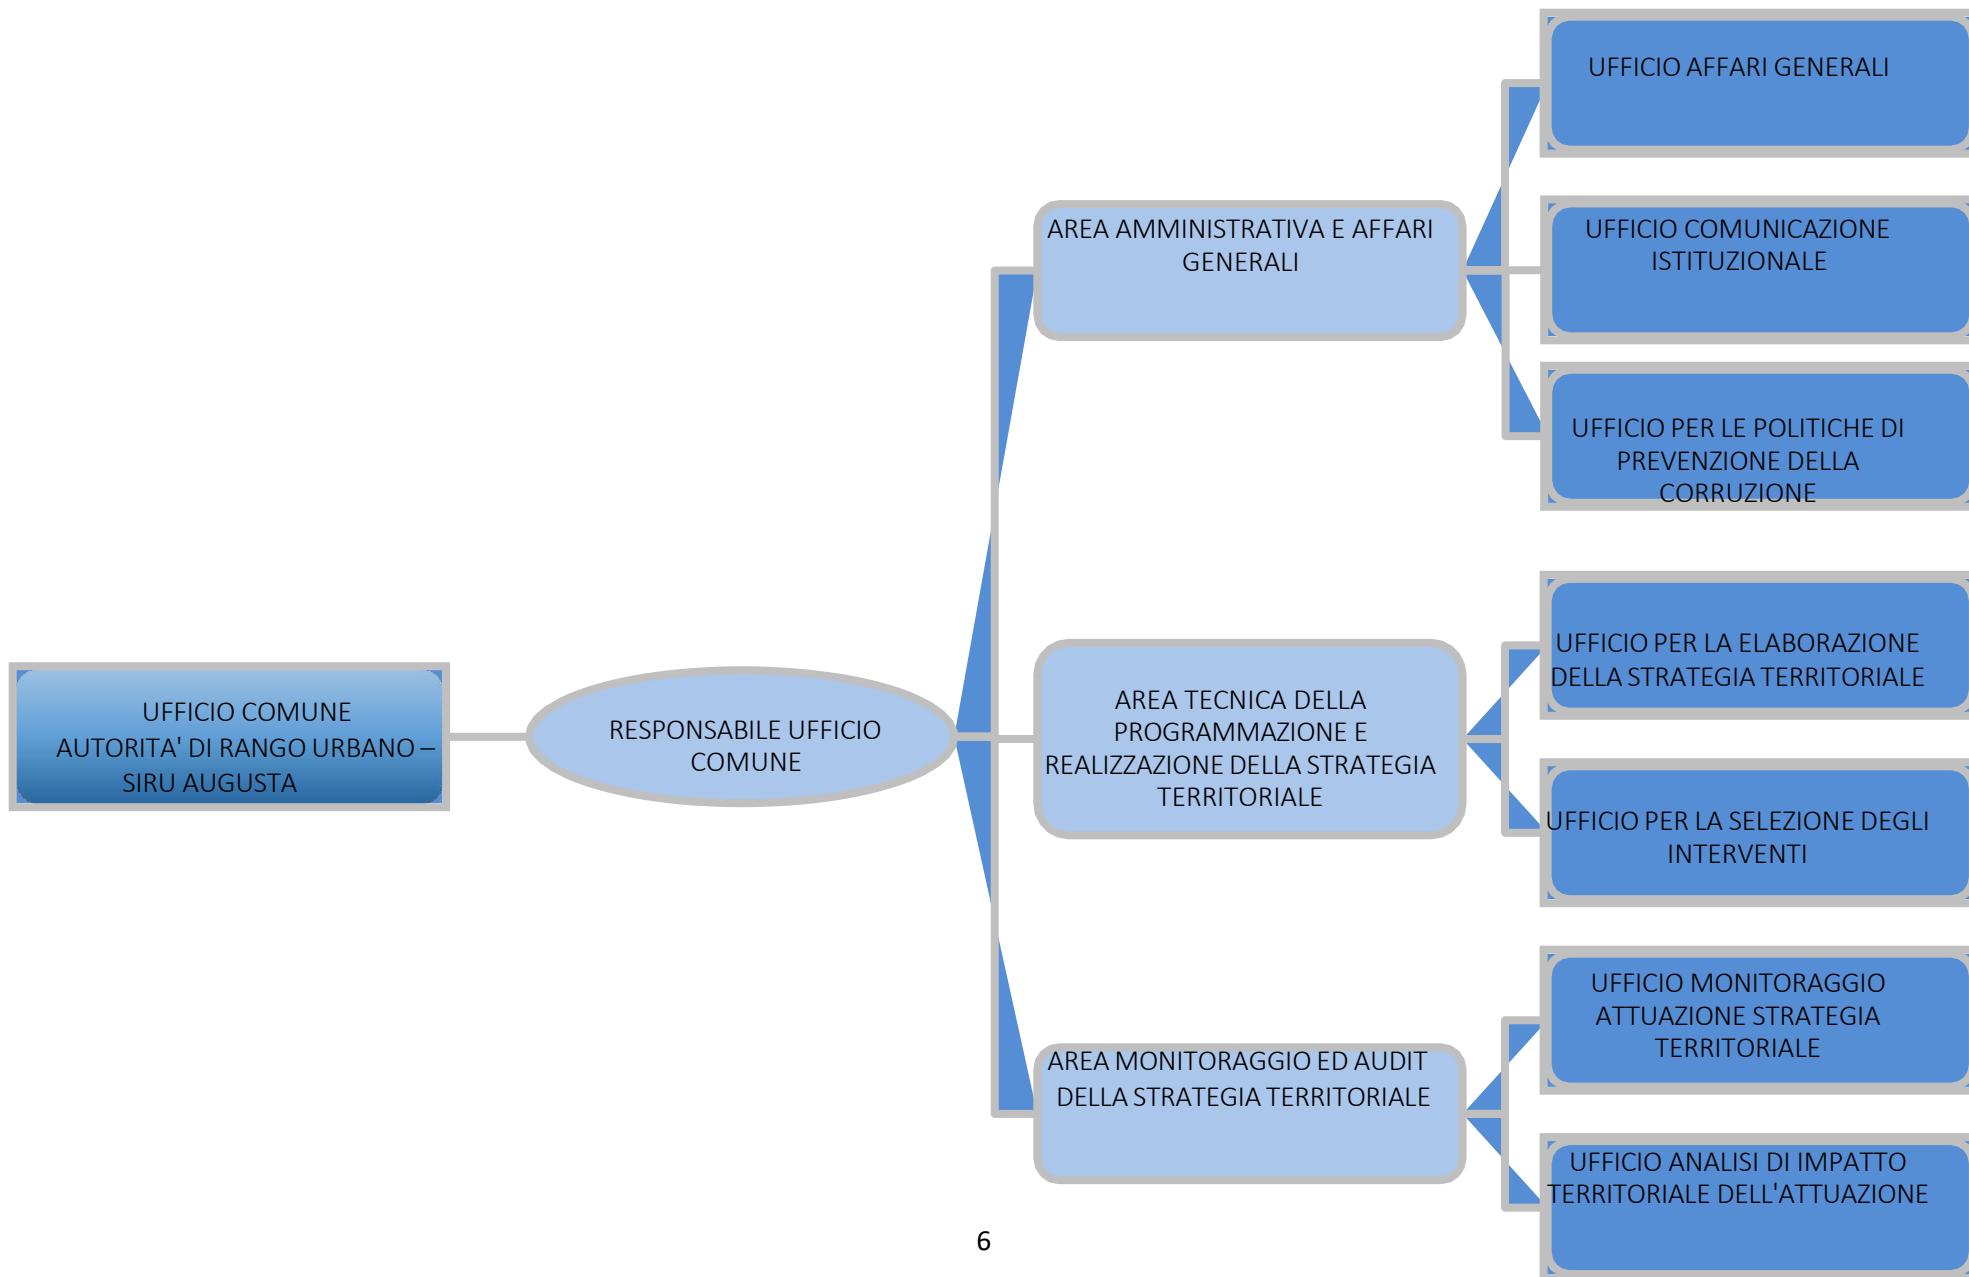 UFFICIO COMUNE
AUTORITA' DI RANGO URBANO –
SIRU AUGUSTA
RESPONSABILE UFFICIO
COMUNE
AREA AMMINISTRATIVA E AFFARI
GENERALI
UFFICIO AFFARI GENERALI
UFFICIO COMUNICAZIONE
ISTITUZIONALE
UFFICIO PER LE POLITICHE DI
PREVENZIONE DELLA
CORRUZIONE
AREA TECNICA DELLA
PROGRAMMAZIONE E
REALIZZAZIONE DELLA STRATEGIA
TERRITORIALE
UFFICIO PER LA ELABORAZIONE
DELLA STRATEGIA TERRITORIALE
UFFICIO PER LA SELEZIONE DEGLI
INTERVENTI
AREA MONITORAGGIO ED AUDIT
DELLA STRATEGIA TERRITORIALE
UFFICIO MONITORAGGIO
ATTUAZIONE STRATEGIA
TERRITORIALE
UFFICIO ANALISI DI IMPATTO
TERRITORIALE DELL'ATTUAZIONE
6